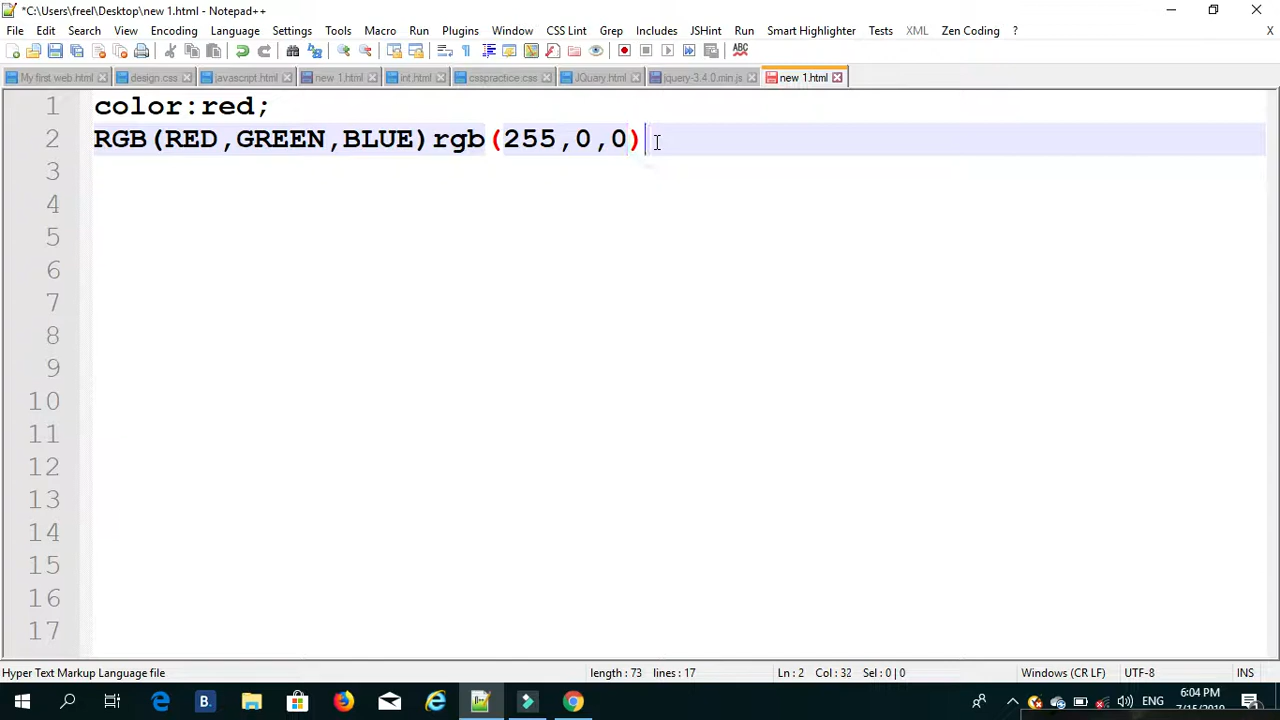 *C:\Users\freel\Desktop\new 1.html - Notepad++
File Edit Search View Encoding Language Settings Tools Macro Run Plugins Window CSS Lint Grep Includes JSHint Run Smart Highlighter Tests XML Zen Coding ? X
ABC
My first web html design.css javascript.html new 1.html int.html csspractice.css JQuary.html jquery-3.4 0.min.js new 1.html
1 color:red;
2 RGB(RED,GREEN,BLUE)rgb(255,0,0)
3
4
5
6
7
8
9
10
11
12
13
14
15
16
17
Hyper Text Markup Language file length : 73 lines : 17 Ln : 2 Col : 32 Sel : 0 | 0 Windows (CR LF) UTF-8 INS
B. ENG 6:04 PM
7/15/2019